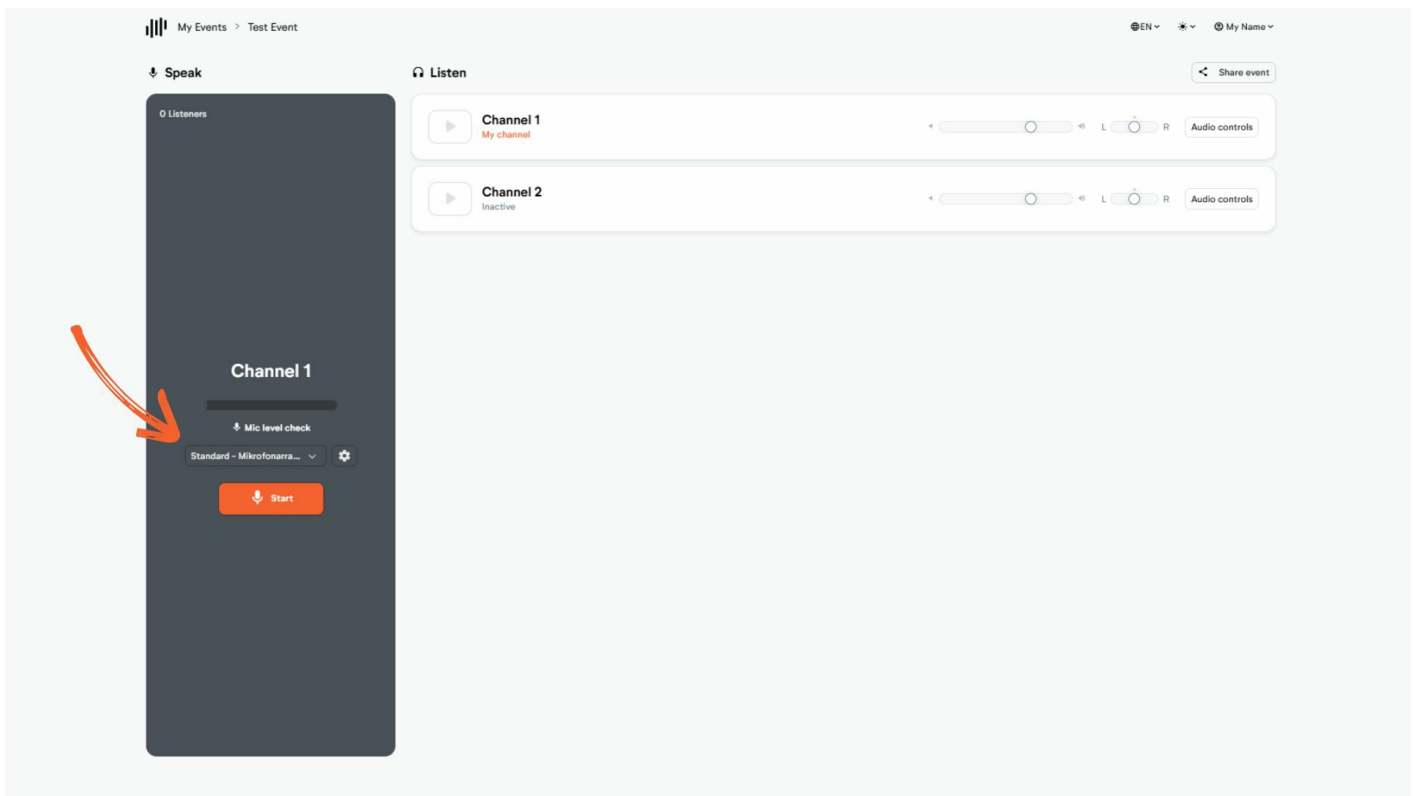 My Events > Test Event
EN
My Name
Speak
Listen
Share event
0 Listeners
Channel 1
Mic level check
Standard - Mikrofonarra...
Start
Channel 1
My channel
L R
Audio controls
Channel 2
Inactive
L R
Audio controls